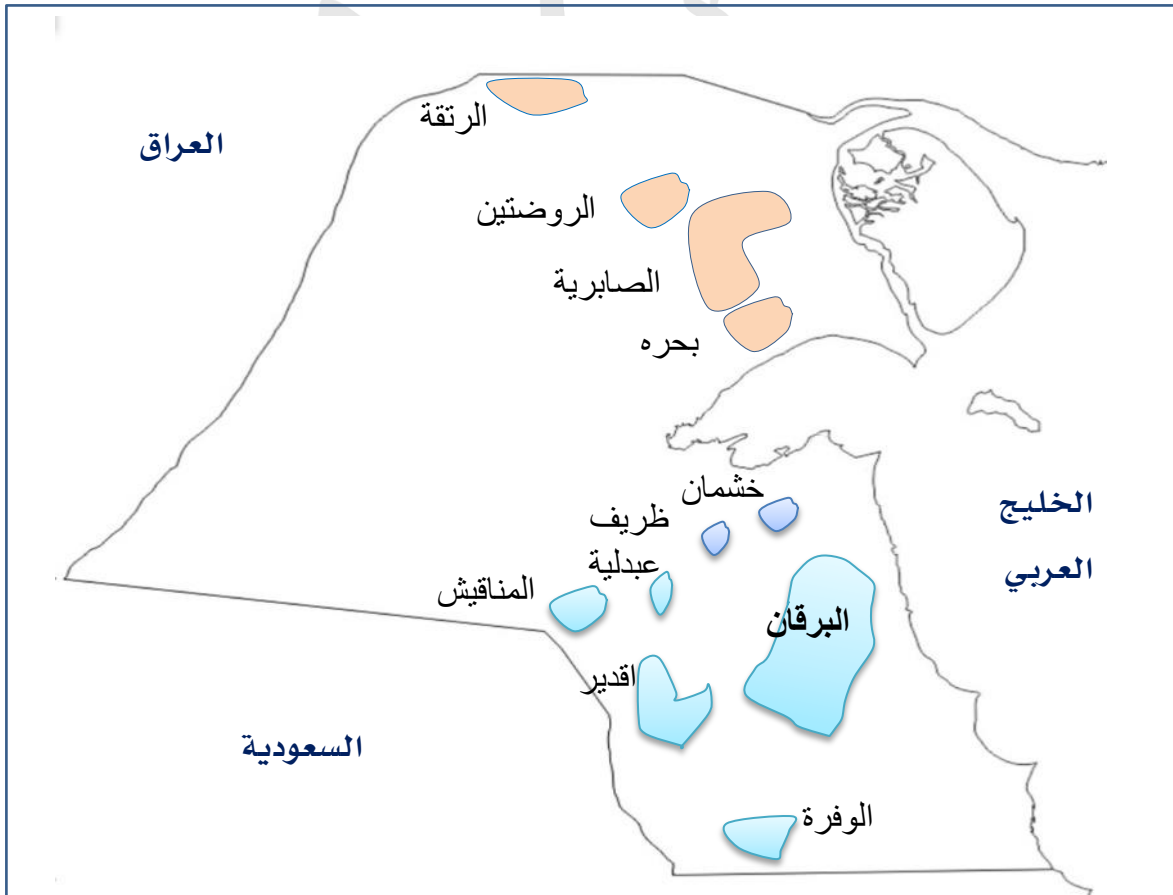 الرتقة
العراق
الروضتين
الصابرية
بحره
خشمان
الخليج
العربي
ظريف
عبدلية
المناقيش
البرقان
اقدير
السعودية
الوفرة